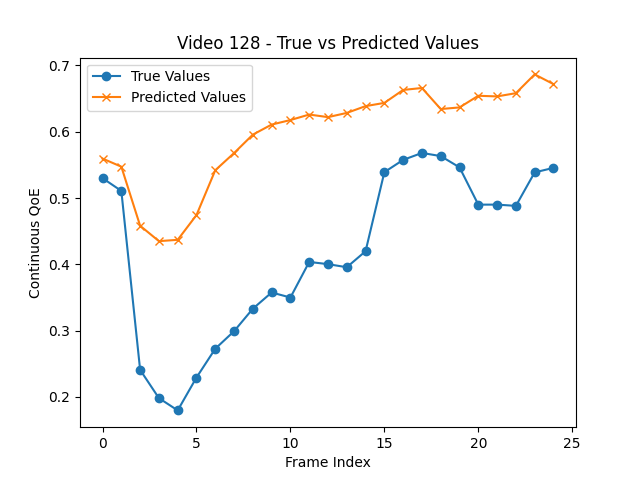 Video 128 - True vs Predicted Values
True Values
Predicted Values
Continuous QoE
0.7
0.6
0.5
0.4
0.3
0.2
0 5 10 15 20 25
Frame Index